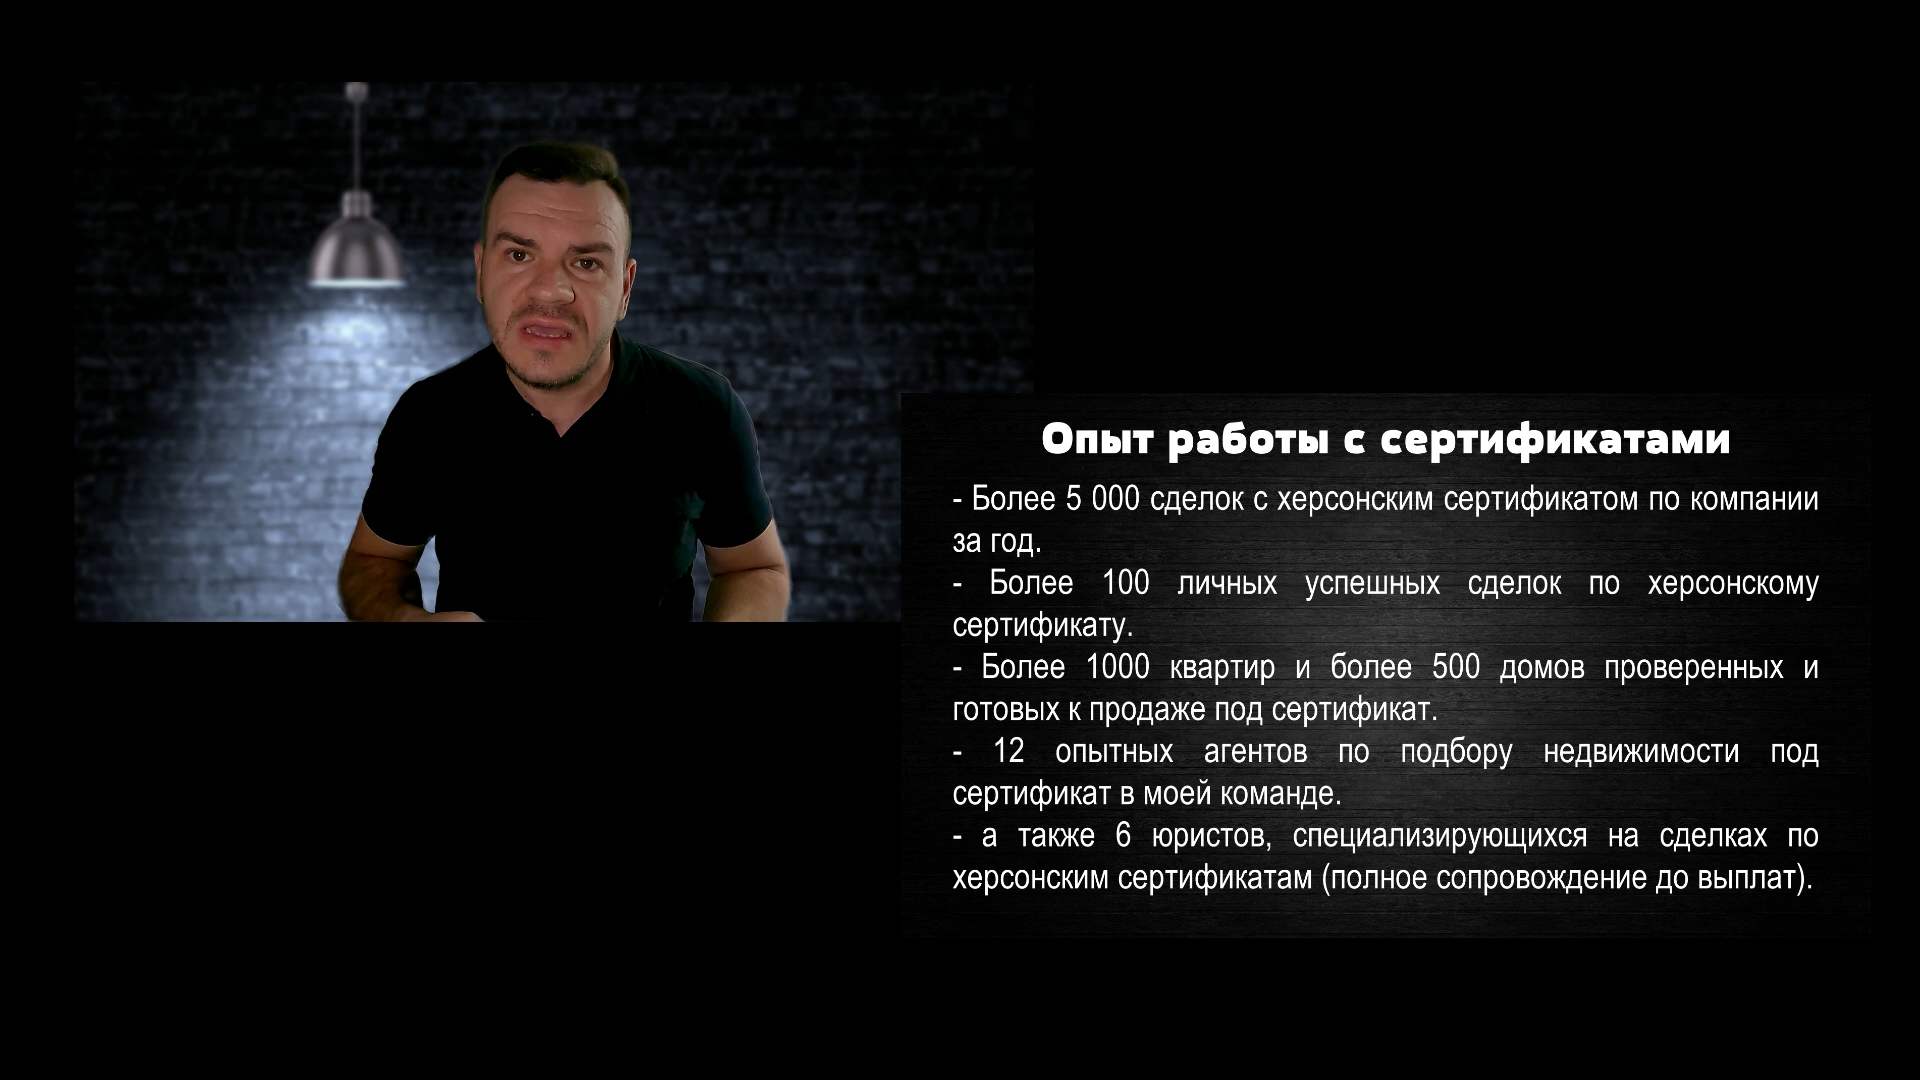 Опыт работы с сертификатами
- Более 5 000 сделок с херсонским сертификатом по компании
за год.
- Более 100 личных успешных сделок по херсонскому
сертификату.
- Более 1000 квартир и более 500 домов проверенных и
готовых к продаже под сертификат.
- 12 опытных агентов по подбору недвижимости под
сертификат в моей команде.
- а также 6 юристов, специализирующихся на сделках по
херсонским сертификатам (полное сопровождение до выплат).